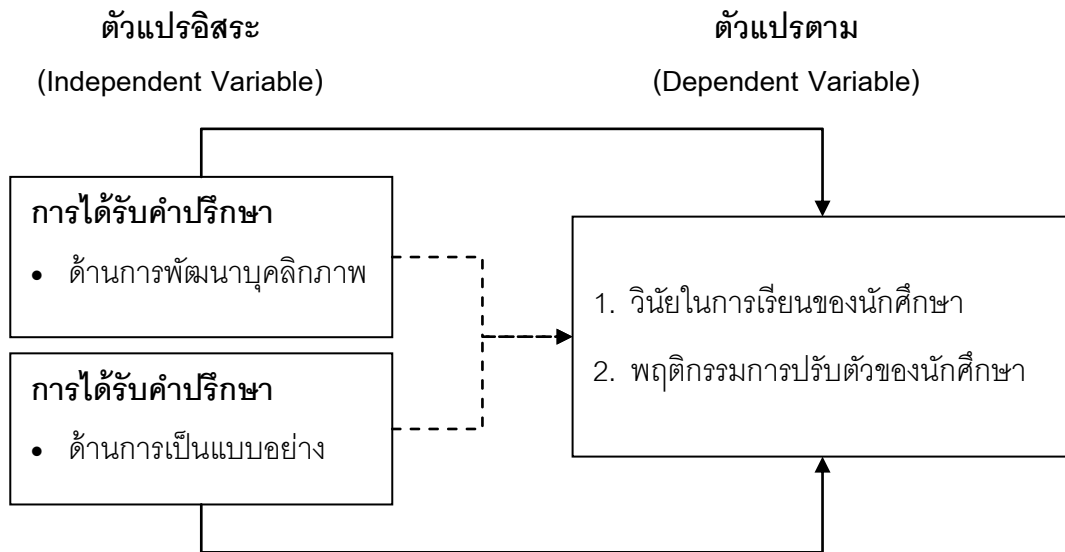 ตัวแปรอิสระ
(Independent Variable)
ตัวแปรตาม
(Dependent Variable)
การได้รับคำปรึกษา
• ด้านการพัฒนาบุคลิกภาพ
การได้รับคำปรึกษา
• ด้านการเป็นแบบอย่าง
1. วินัยในการเรียนของนักศึกษา
2. พฤติกรรมการปรับตัวของนักศึกษา